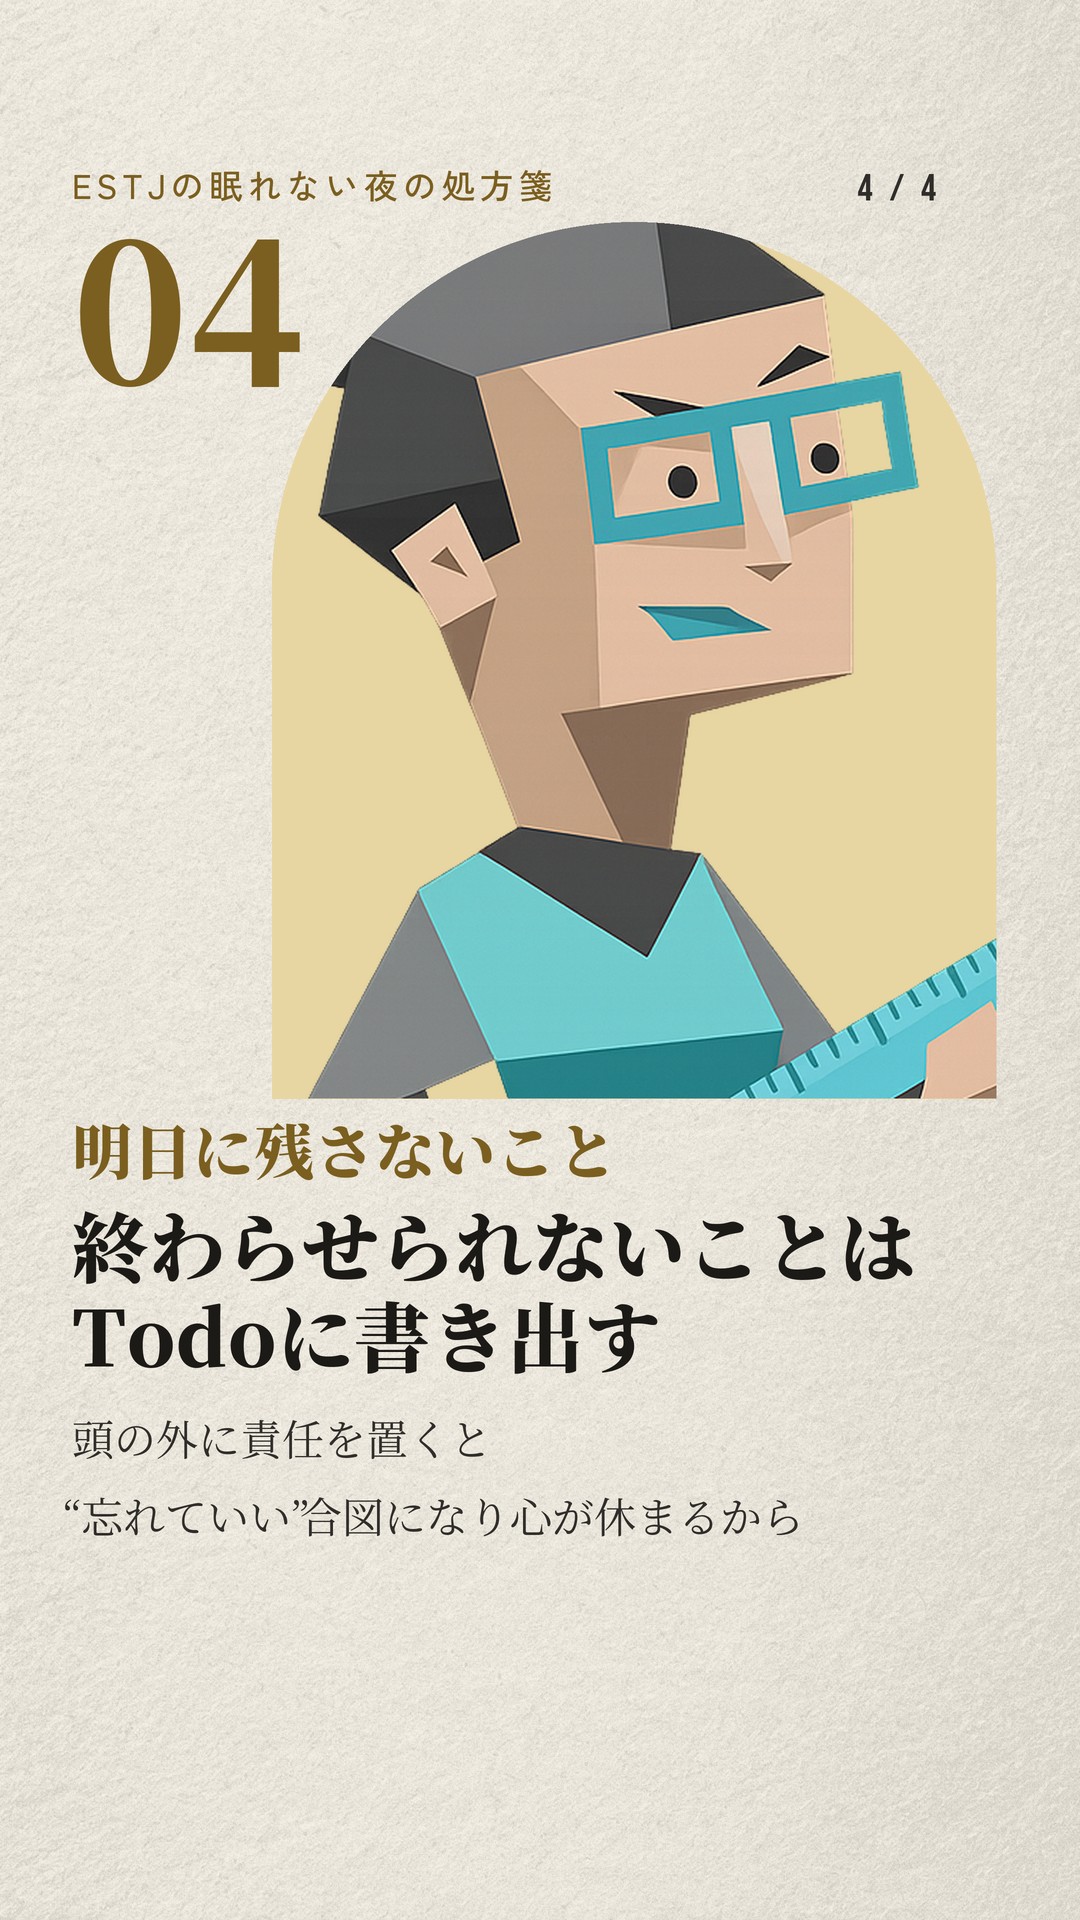 ESTJの眠れない夜の処方箋
4 / 4
04
明日に残さないこと
終わらせられないことは
Todoに書き出す
頭の外に責任を置くと
“忘れていい”合図になり心が休まるから